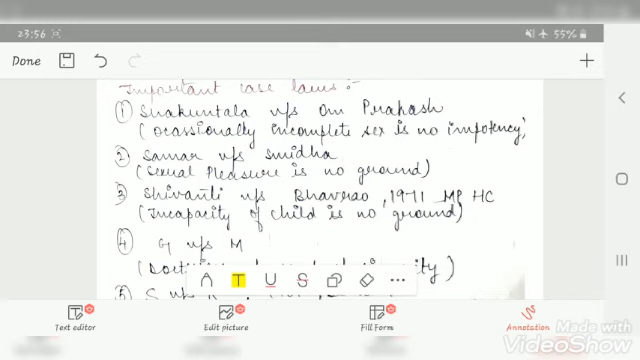 23:56
55%
Done
Important case laws :-
① Shakuntala v/s Om Prakash
(Ocassionally incomplete sex is no impotency)
② Samar v/s Snidha
(Sexual Pleasure is no ground)
③ Shivanti v/s Bhavrao, 1971 MP HC
(Incapacity of child is no ground)
④ G v/s M
⑤ S v/s
Text editor
Edit picture
Fill Form
Annotation
Made with
VideoShow